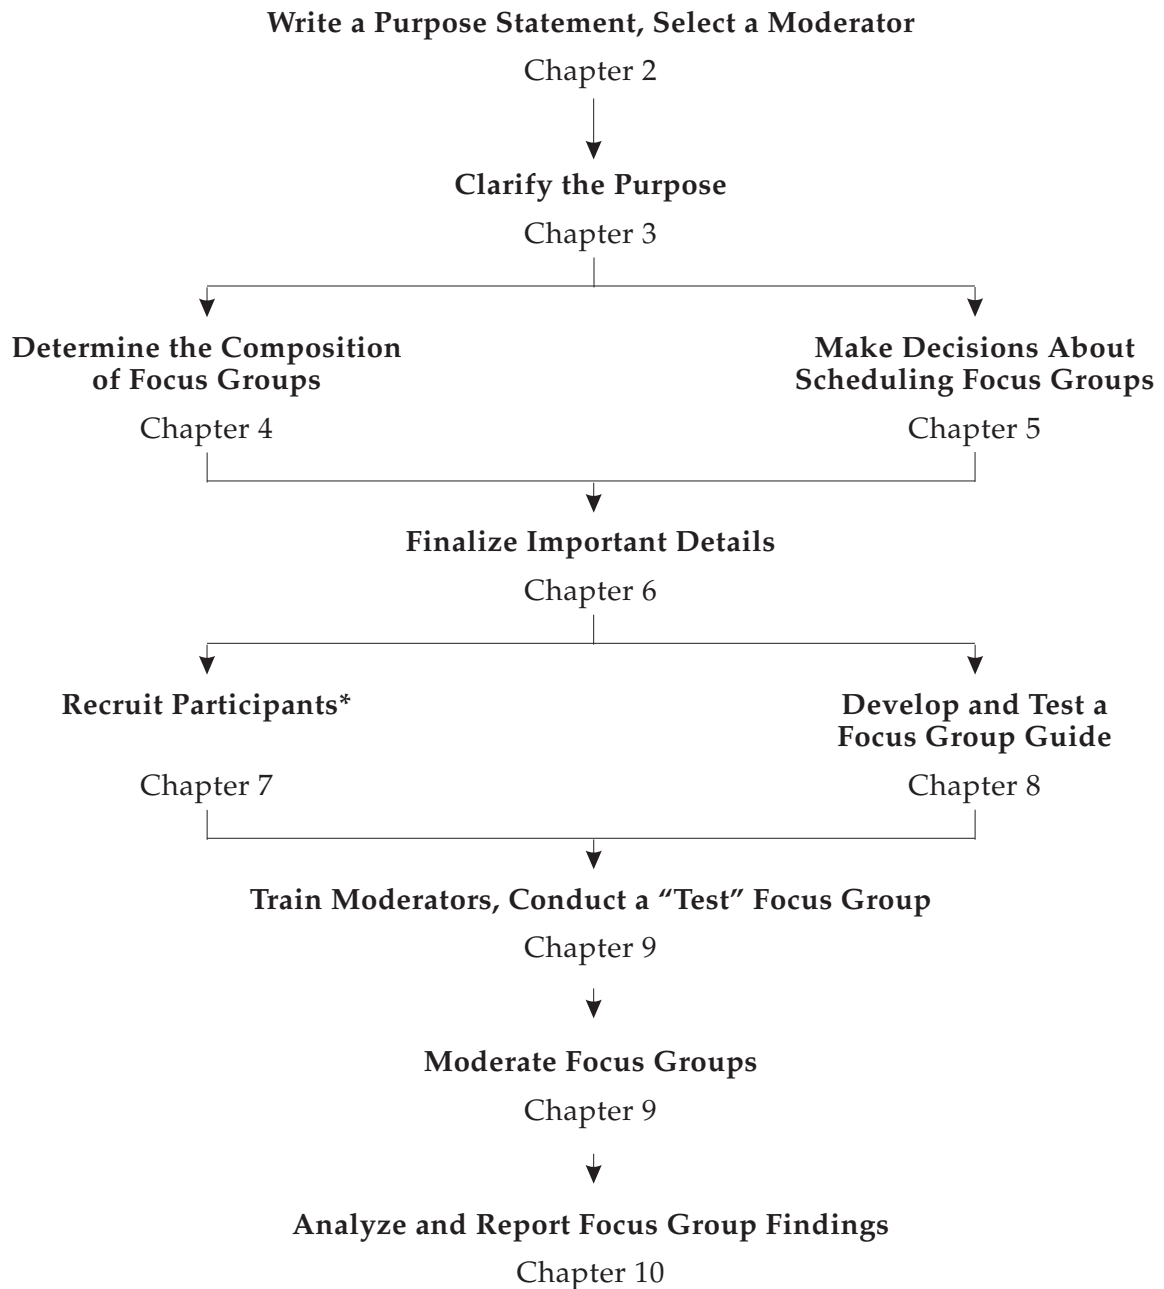 Write a Purpose Statement, Select a Moderator
Chapter 2
Clarify the Purpose
Chapter 3
Determine the Composition
of Focus Groups
Chapter 4
Make Decisions About
Scheduling Focus Groups
Chapter 5
Finalize Important Details
Chapter 6
Recruit Participants*
Chapter 7
Develop and Test a
Focus Group Guide
Chapter 8
Train Moderators, Conduct a “Test” Focus Group
Chapter 9
Moderate Focus Groups
Chapter 9
Analyze and Report Focus Group Findings
Chapter 10